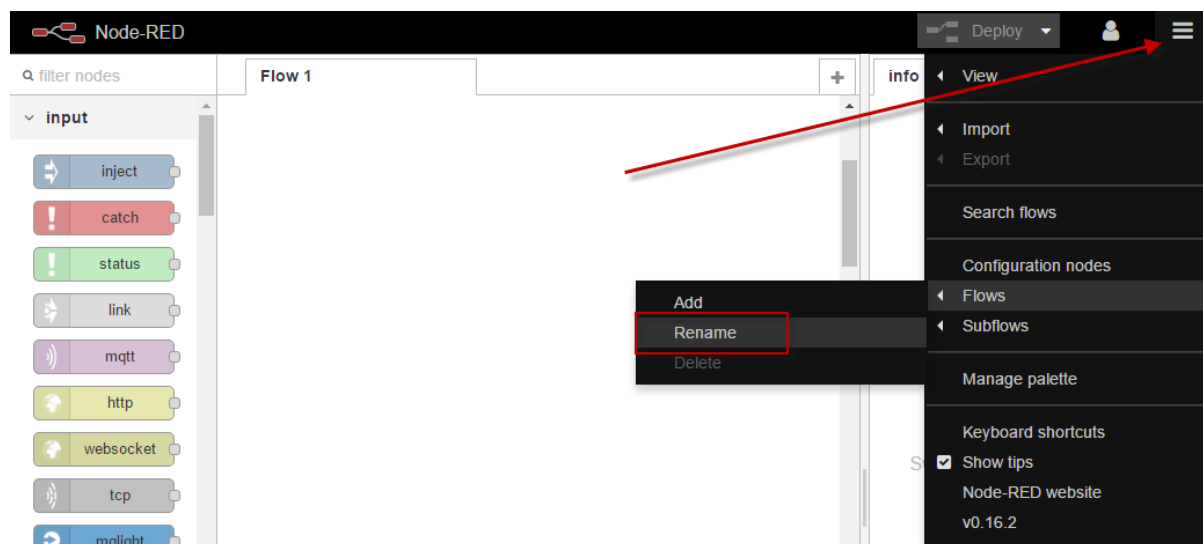 Node-RED
Deploy
filter nodes
Flow 1
+
info
input
inject
catch
status
link
mqtt
http
websocket
tcp
mqlight
View
Import
Export
Search flows
Configuration nodes
Flows
Subflows
Manage palette
Keyboard shortcuts
Show tips
Node-RED website
v0.16.2
Add
Rename
Delete